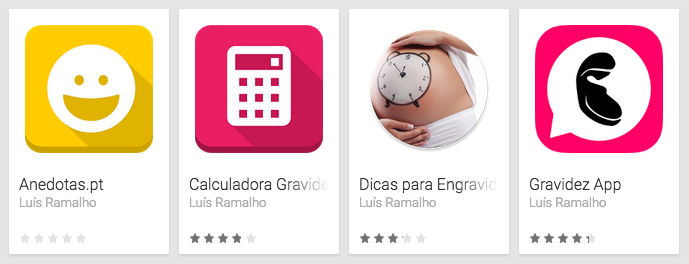 Anedotas.pt
Luís Ramalho
Calculadora Gravide
Luís Ramalho
Dicas para Engravid
Luís Ramalho
Gravidez App
Luís Ramalho